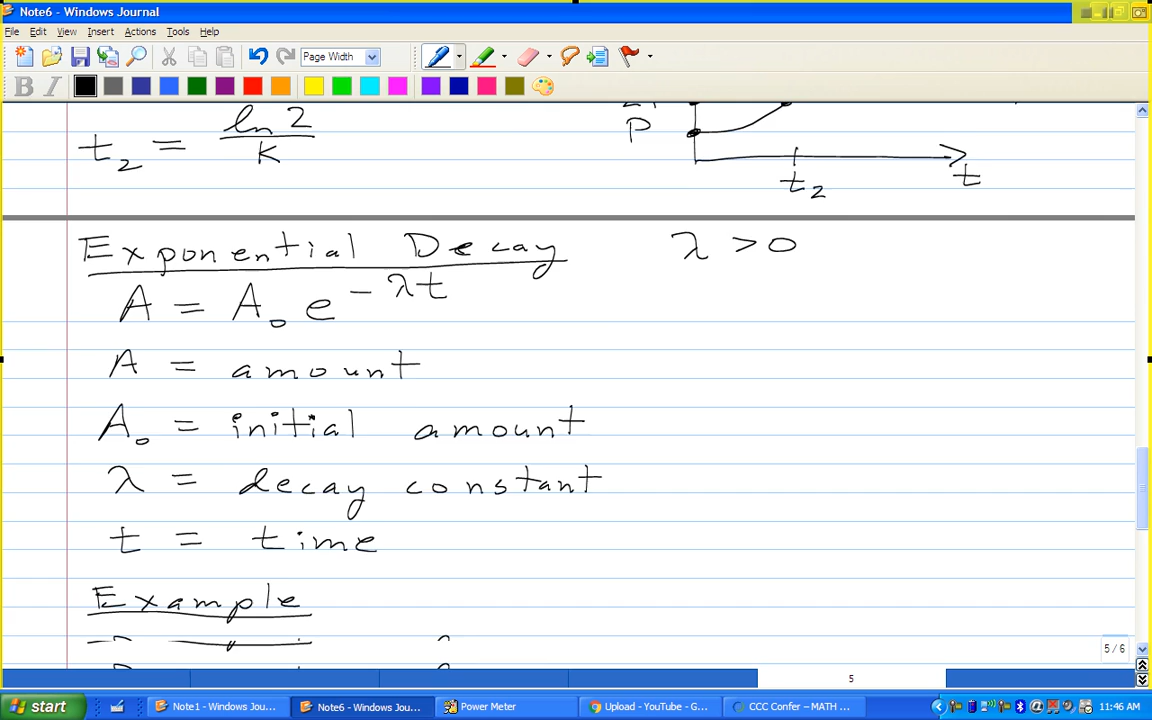 Note6 - Windows Journal
File Edit View Insert Actions Tools Help
Page Width
B I
t₂ = ln 2 / k
P
t₂ t
Exponential Decay λ > 0
A = A₀ e^(-λt)
A = amount
A₀ = initial amount
λ = decay constant
t = time
Example
5 / 6
5
start Note1 - Windows Jou... Note6 - Windows Jou... Power Meter Upload - YouTube - G... CCC Confer – MATH ... 11:46 AM